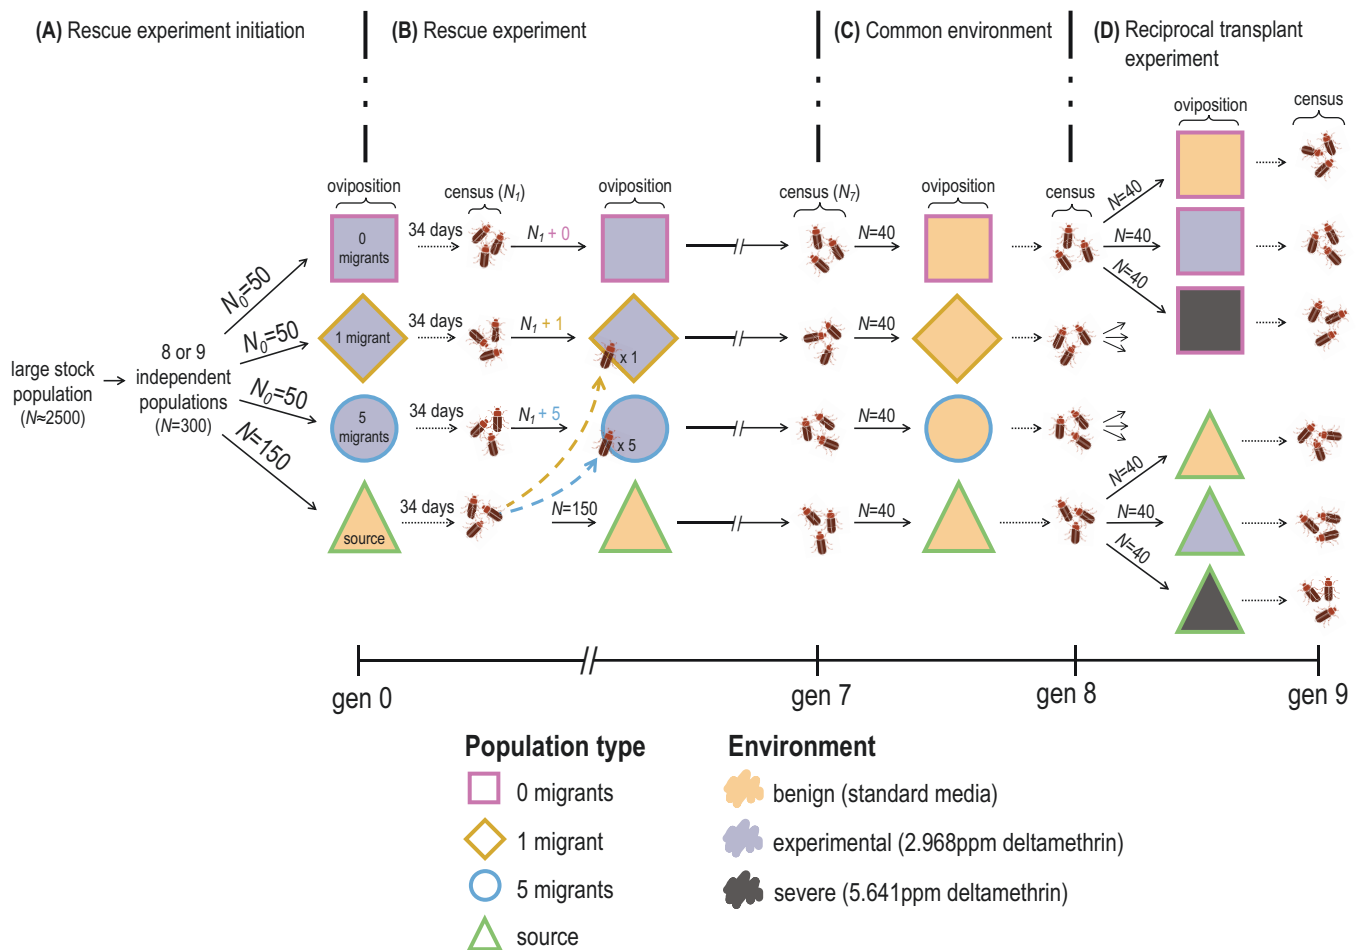 (A) Rescue experiment initiation
(B) Rescue experiment
(C) Common environment
(D) Reciprocal transplant
experiment
oviposition
census
oviposition
census (N1)
oviposition
census (N7)
oviposition
census
N=40
0
migrants
34 days
N1 + 0
N=40
N=40
N=40
N0=50
1 migrant
34 days
N1 + 1
x 1
N=40
N0=50
large stock
population
(N≈2500)
8 or 9
independent
populations
(N=300)
N0=50
5
migrants
34 days
N1 + 5
x 5
N=40
N=150
source
34 days
N=150
N=40
N=40
N=40
N=40
gen 0
gen 7
gen 8
gen 9
Population type
0 migrants
1 migrant
5 migrants
source
Environment
benign (standard media)
experimental (2.968ppm deltamethrin)
severe (5.641ppm deltamethrin)